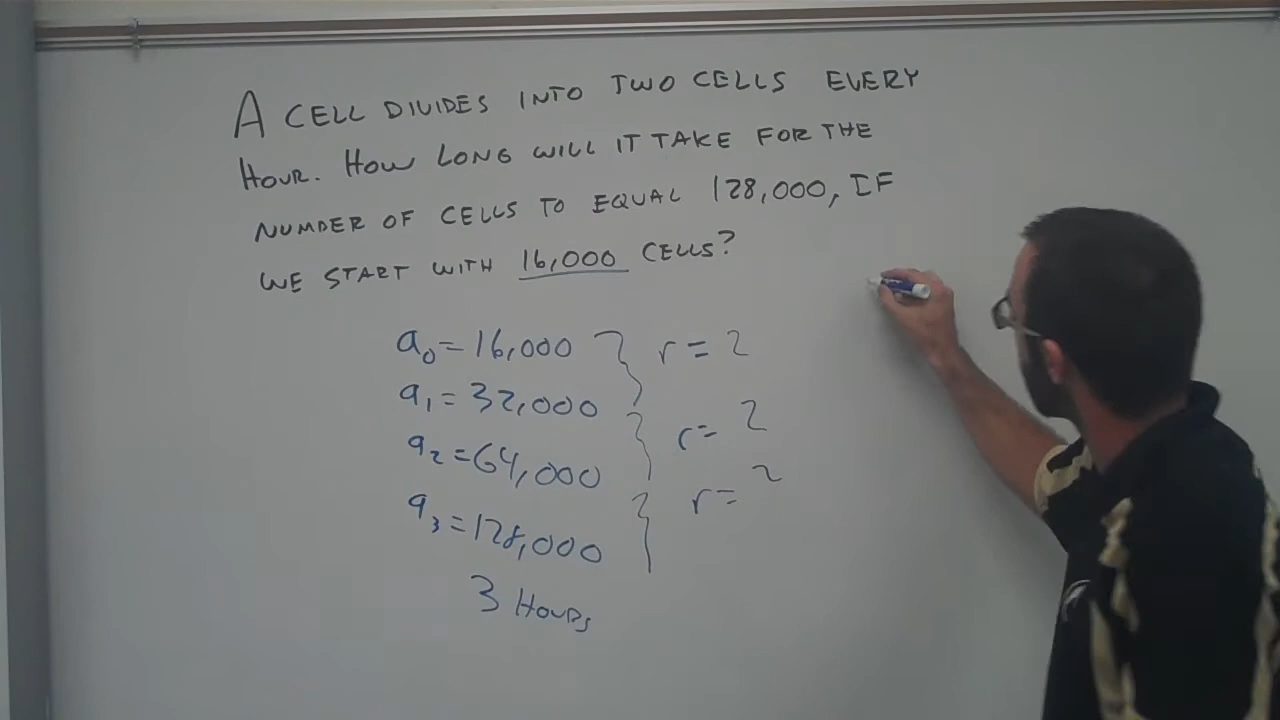 A CELL DIVIDES INTO TWO CELLS EVERY
HOUR. HOW LONG WILL IT TAKE FOR THE
NUMBER OF CELLS TO EQUAL 128,000, IF
WE START WITH 16,000 CELLS?
a₀=16,000 r=2
a₁=32,000
r=2
a₂=64,000
r=2
a₃=128,000
3 HOURS